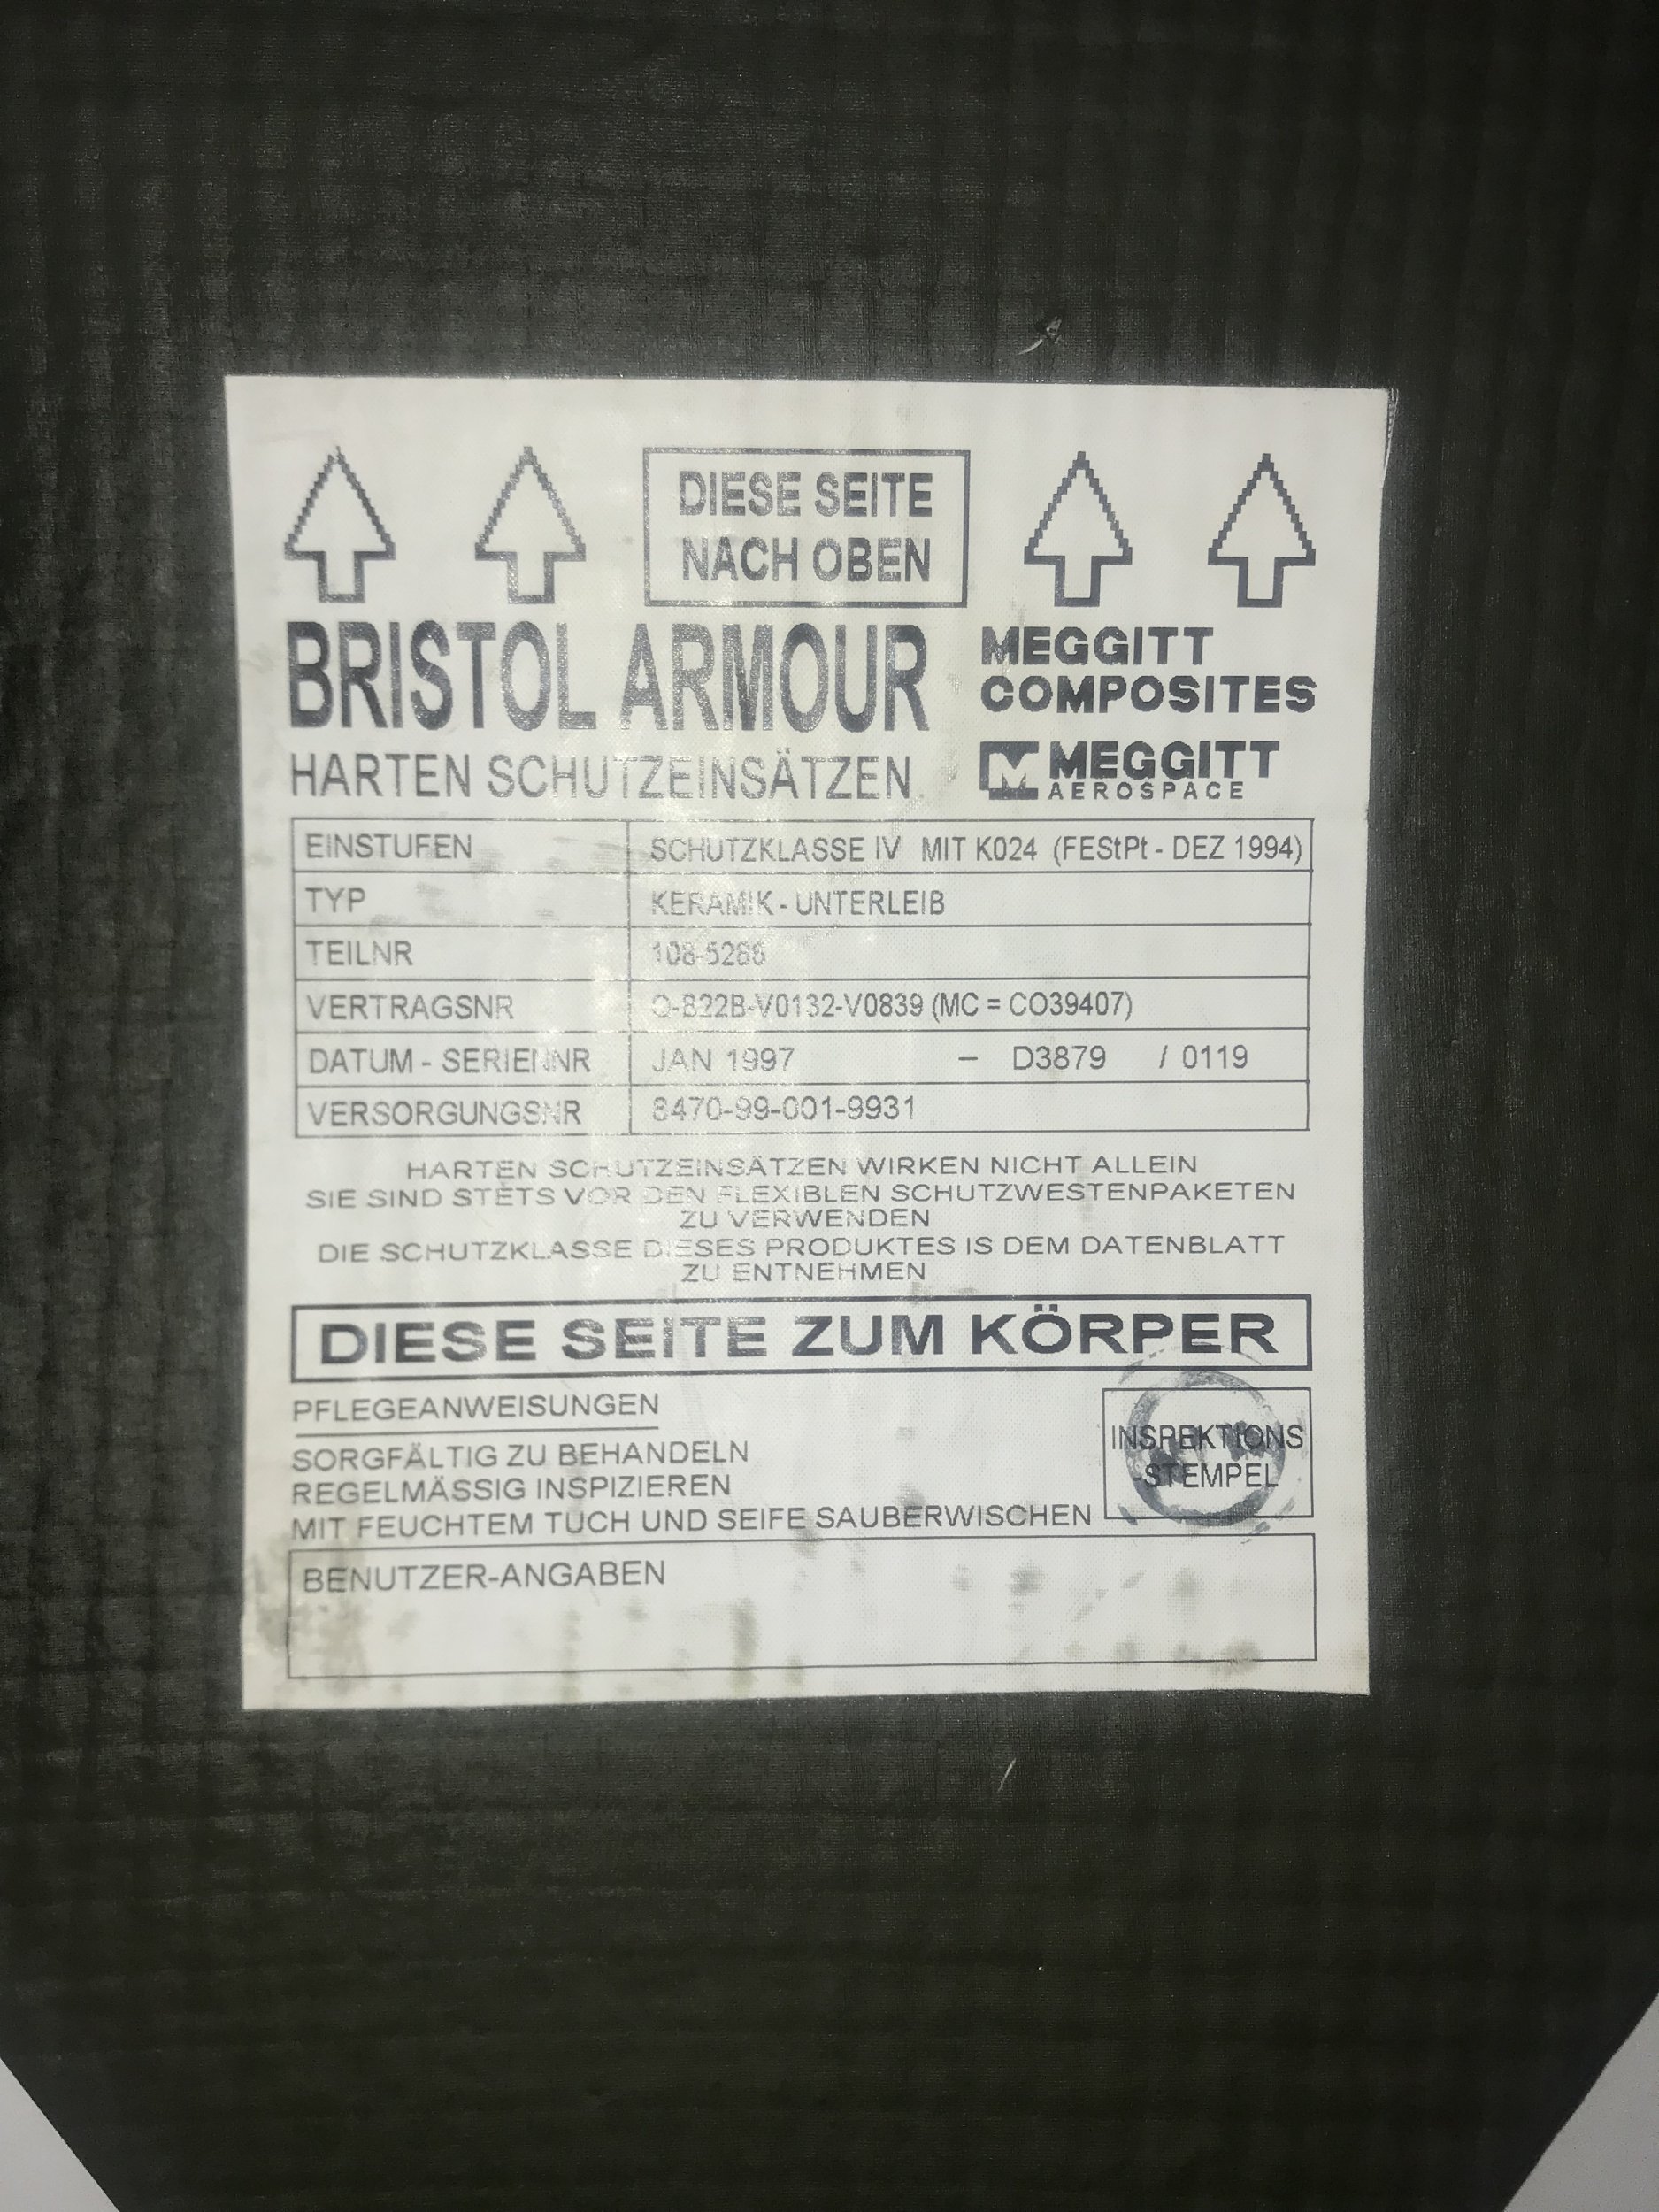 DIESE SEITE
NACH OBEN
BRISTOL ARMOUR
MEGGITT
COMPOSITES
HARTEN SCHUTZEINSÄTZEN
MEGGITT
AEROSPACE
EINSTUFEN SCHUTZKLASSE IV MIT K024 (FEStPt - DEZ 1994)
TYP KERAMIK - UNTERLEIB
TEILNR
VERTRAGSNR Q-822B-V0132-V0839 (MC = CO39407)
DATUM - SERIENNR JAN 1997 – D3879 / 0119
VERSORGUNGSNR 8470-99-001-9931
HARTEN SCHUTZEINSÄTZEN WIRKEN NICHT ALLEIN
SIE SIND STETS VOR DEN FLEXIBLEN SCHUTZWESTENPAKETEN
ZU VERWENDEN
DIE SCHUTZKLASSE DIESES PRODUKTES IS DEM DATENBLATT
ZU ENTNEHMEN
DIESE SEITE ZUM KÖRPER
PFLEGEANWEISUNGEN
SORGFÄLTIG ZU BEHANDELN
REGELMÄSSIG INSPIZIEREN
MIT FEUCHTEM TUCH UND SEIFE SAUBERWISCHEN
INSPEKTIONS
-STEMPEL
BENUTZER-ANGABEN